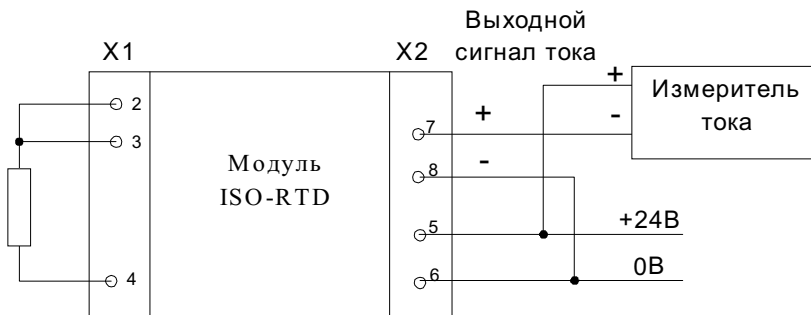 Выходной
X1
X2
сигнал тока
+
Измеритель
тока
2
+
-
7
3
Модуль
ISO-RTD
-
8
5
+24В
4
6
0В